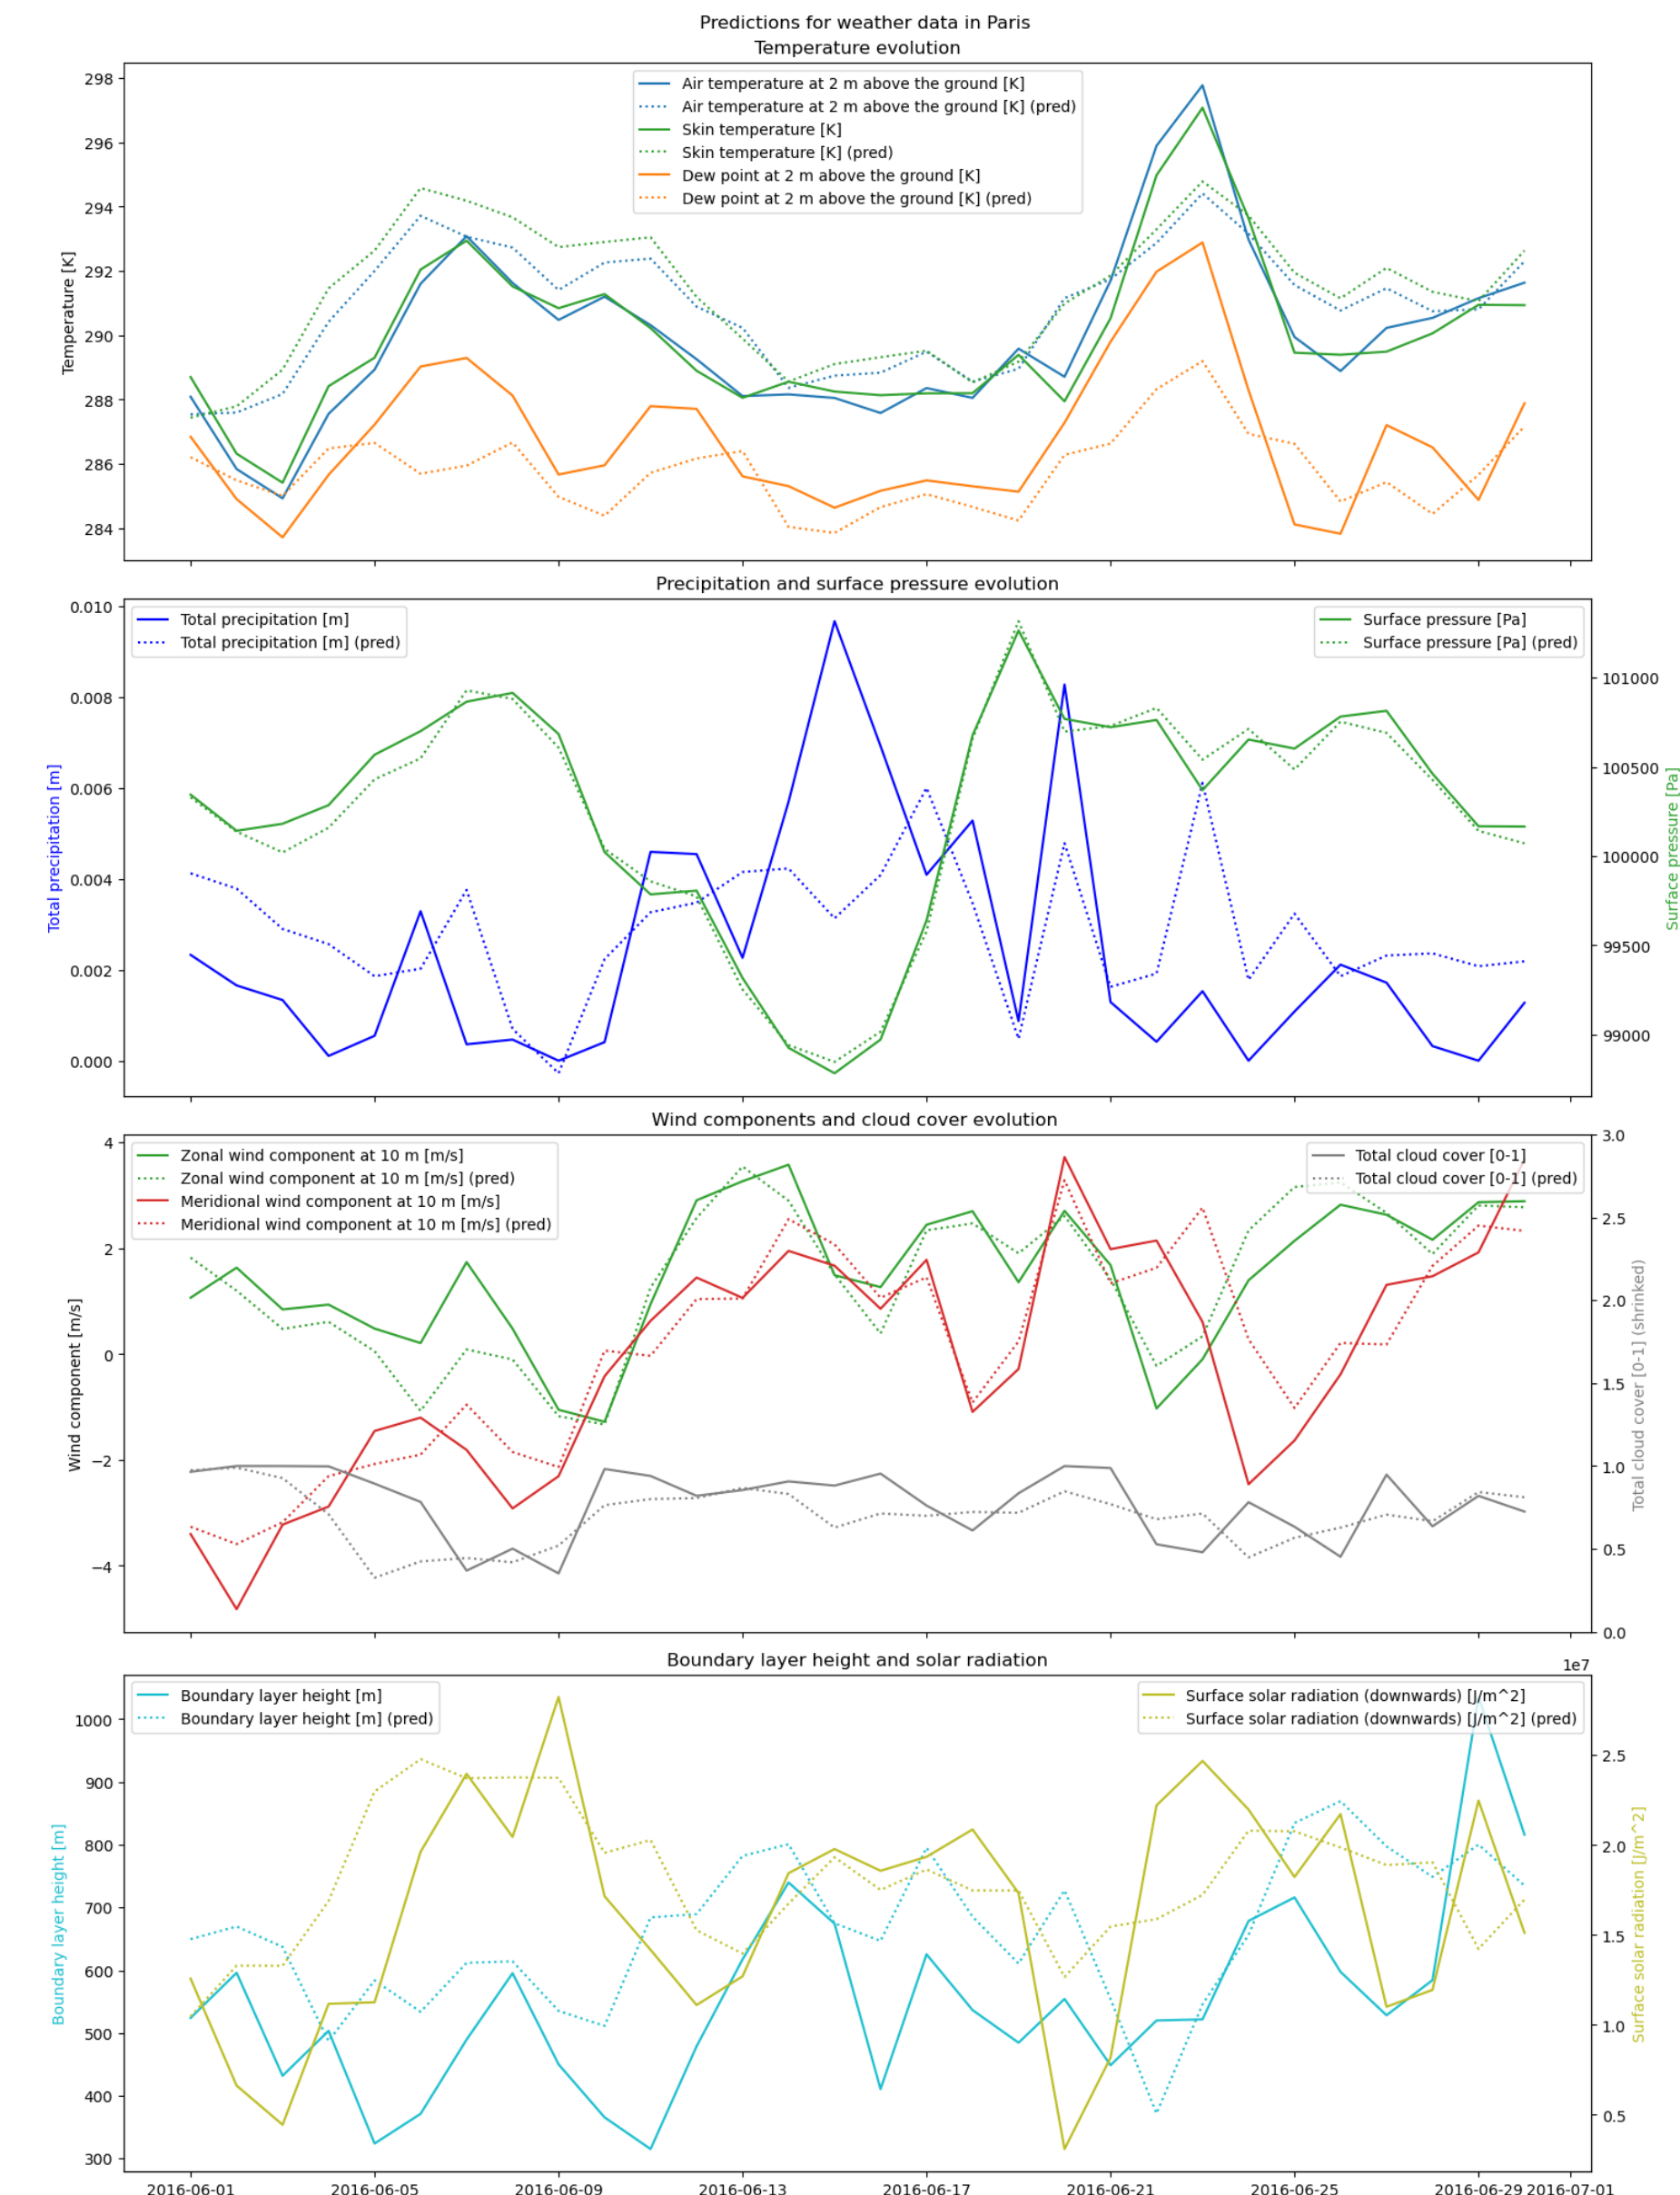 Predictions for weather data in Paris
Temperature evolution
298
296
294
292
290
288
286
284
Temperature [K]
Air temperature at 2 m above the ground [K]
Air temperature at 2 m above the ground [K] (pred)
Skin temperature [K]
Skin temperature [K] (pred)
Dew point at 2 m above the ground [K]
Dew point at 2 m above the ground [K] (pred)
Precipitation and surface pressure evolution
0.010
0.008
0.006
0.004
0.002
0.000
Total precipitation [m]
Total precipitation [m]
Total precipitation [m] (pred)
Surface pressure [Pa]
Surface pressure [Pa] (pred)
101000
100500
100000
99500
99000
Surface pressure [Pa]
Wind components and cloud cover evolution
4
2
0
−2
−4
Wind component [m/s]
Zonal wind component at 10 m [m/s]
Zonal wind component at 10 m [m/s] (pred)
Meridional wind component at 10 m [m/s]
Meridional wind component at 10 m [m/s] (pred)
Total cloud cover [0-1]
Total cloud cover [0-1] (pred)
3.0
2.5
2.0
1.5
1.0
0.5
0.0
Total cloud cover [0-1] (shrinked)
Boundary layer height and solar radiation
1e7
1000
900
800
700
600
500
400
300
Boundary layer height [m]
Boundary layer height [m]
Boundary layer height [m] (pred)
Surface solar radiation (downwards) [J/m^2]
Surface solar radiation (downwards) [J/m^2] (pred)
2.5
2.0
1.5
1.0
0.5
Surface solar radiation [J/m^2]
2016-06-01 2016-06-05 2016-06-09 2016-06-13 2016-06-17 2016-06-21 2016-06-25 2016-06-29 2016-07-01